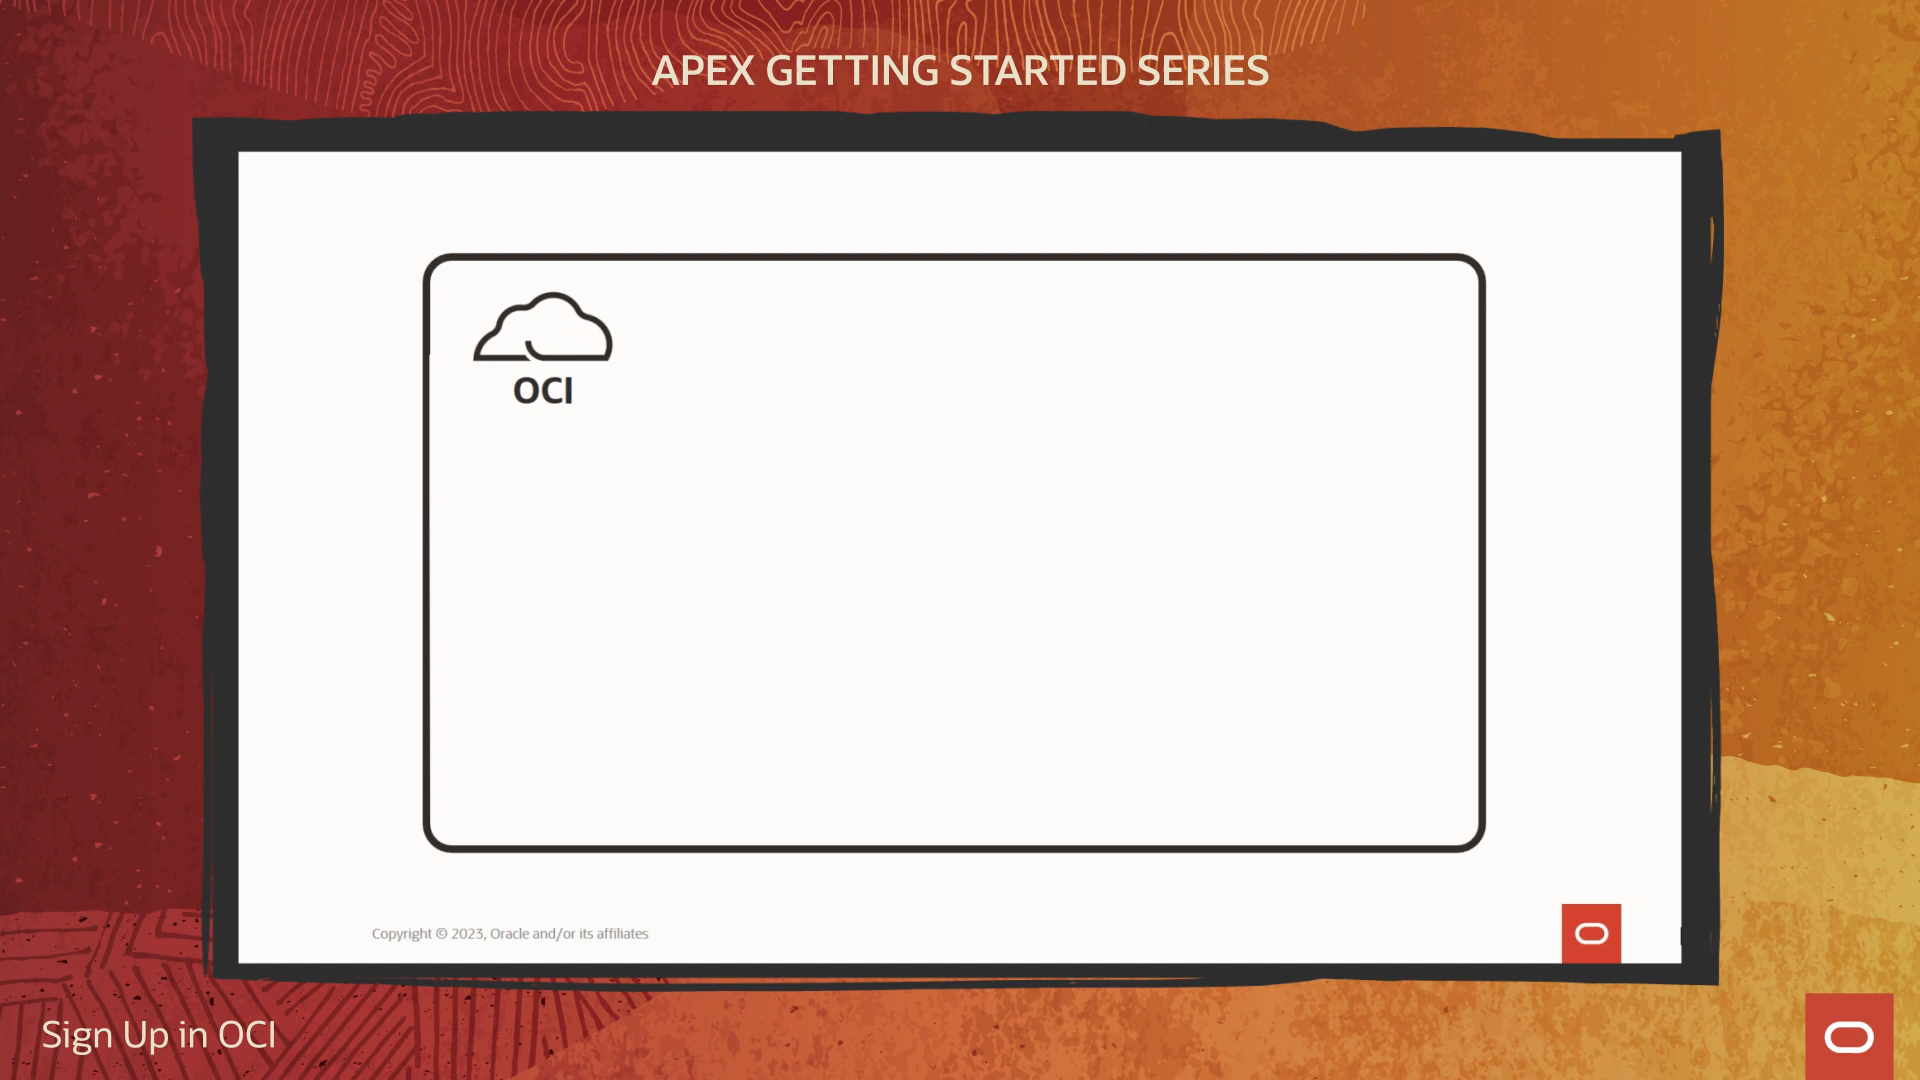 APEX GETTING STARTED SERIES
OCI
Copyright © 2023, Oracle and/or its affiliates
Sign Up in OCI